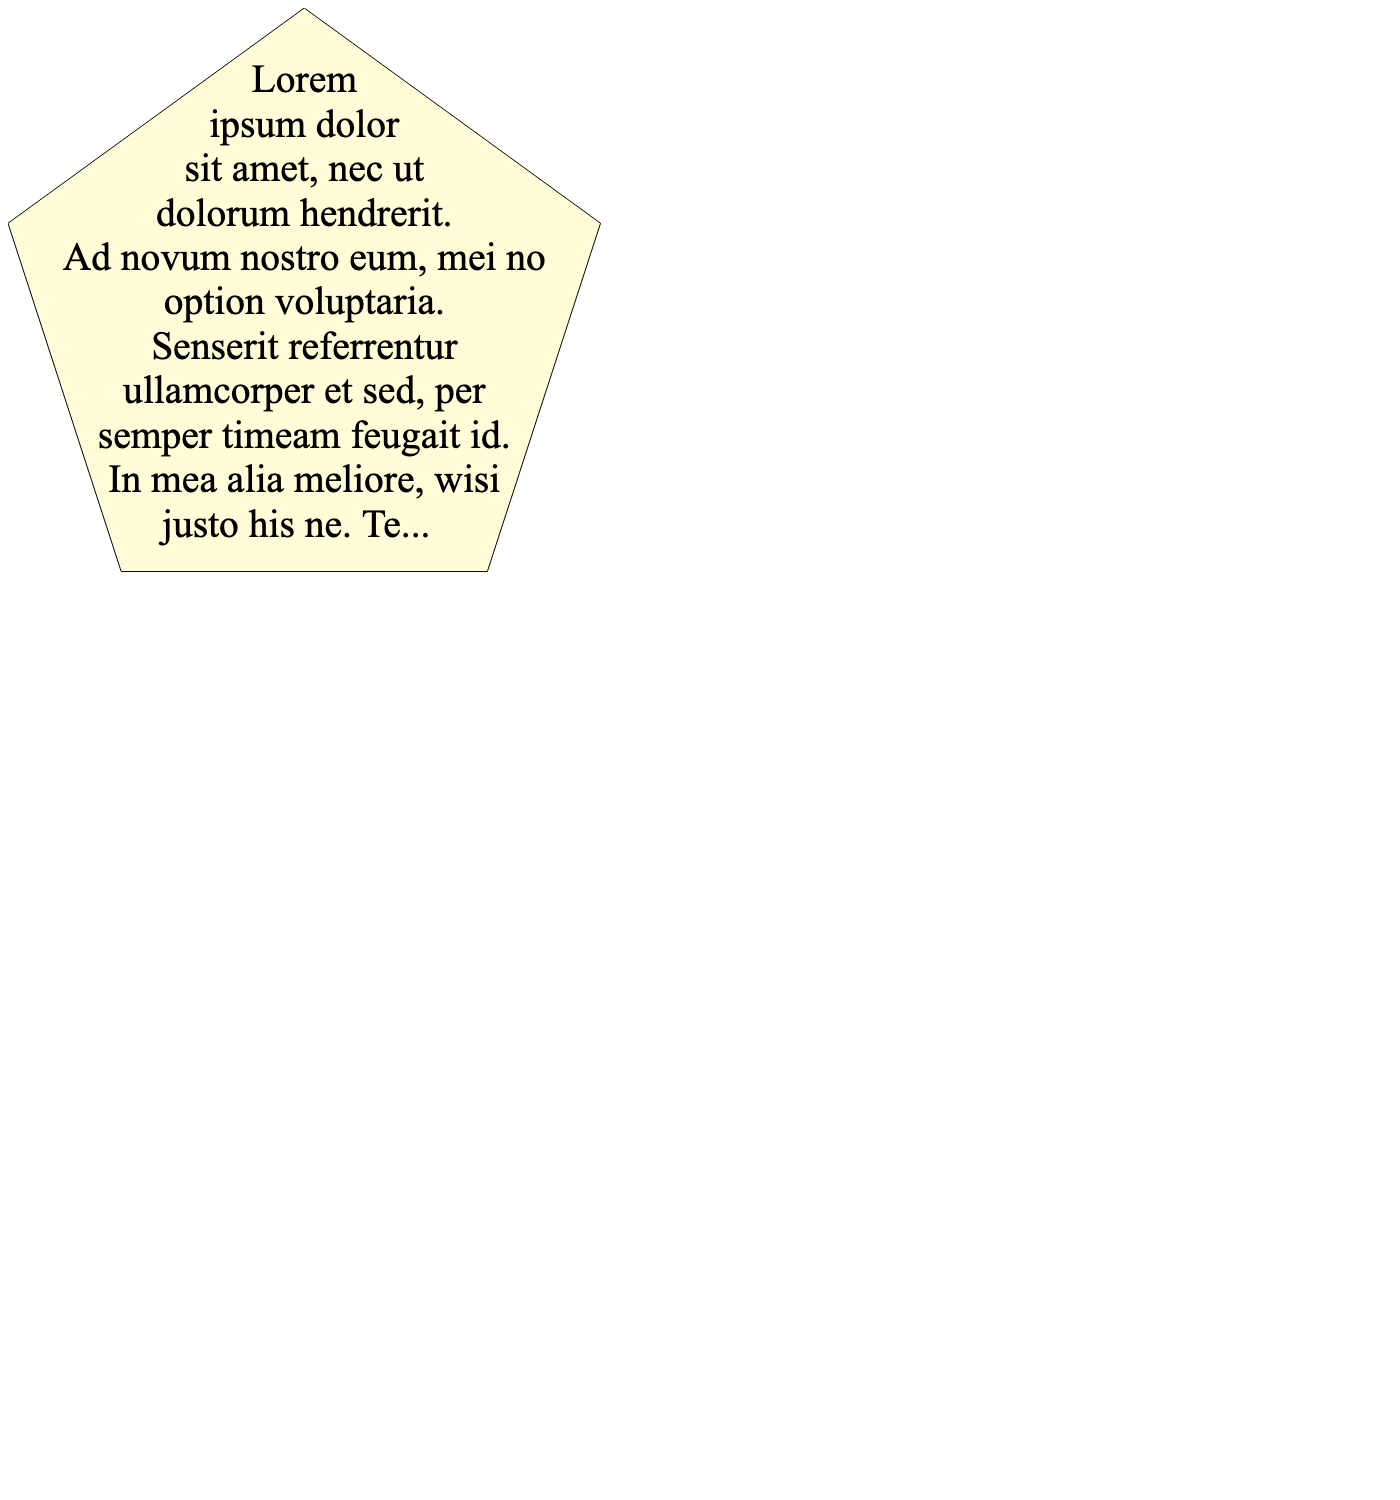 Lorem
ipsum dolor
sit amet, nec ut
dolorum hendrerit.
Ad novum nostro eum, mei no
option voluptaria.
Senserit referrentur
ullamcorper et sed, per
semper timeam feugait id.
In mea alia meliore, wisi
justo his ne. Te...